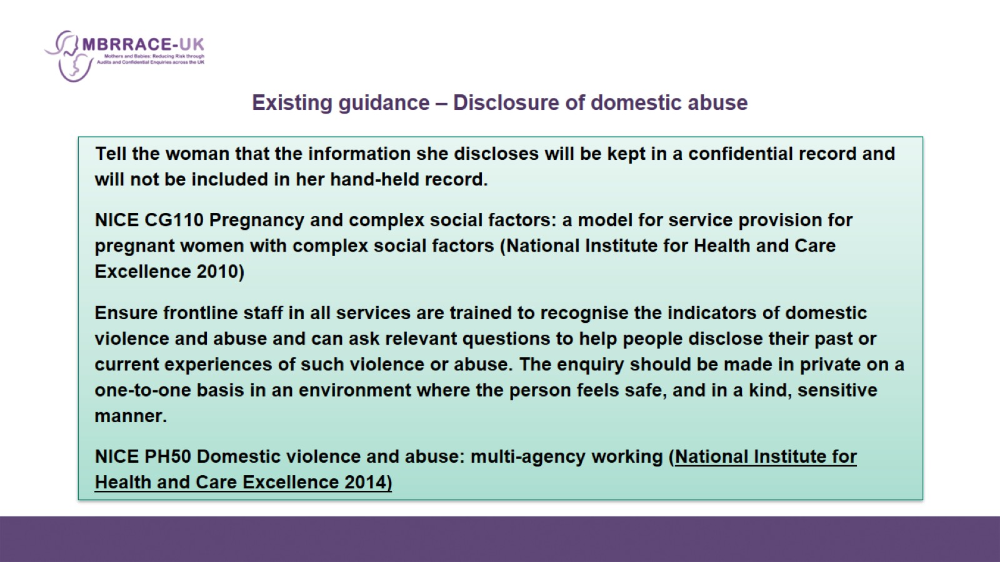 MBRRACE-UK
Mothers and Babies: Reducing Risk through
Audits and Confidential Enquiries across the UK
Existing guidance – Disclosure of domestic abuse
Tell the woman that the information she discloses will be kept in a confidential record and
will not be included in her hand-held record.
NICE CG110 Pregnancy and complex social factors: a model for service provision for
pregnant women with complex social factors (National Institute for Health and Care
Excellence 2010)
Ensure frontline staff in all services are trained to recognise the indicators of domestic
violence and abuse and can ask relevant questions to help people disclose their past or
current experiences of such violence or abuse. The enquiry should be made in private on a
one-to-one basis in an environment where the person feels safe, and in a kind, sensitive
manner.
NICE PH50 Domestic violence and abuse: multi-agency working (National Institute for
Health and Care Excellence 2014)